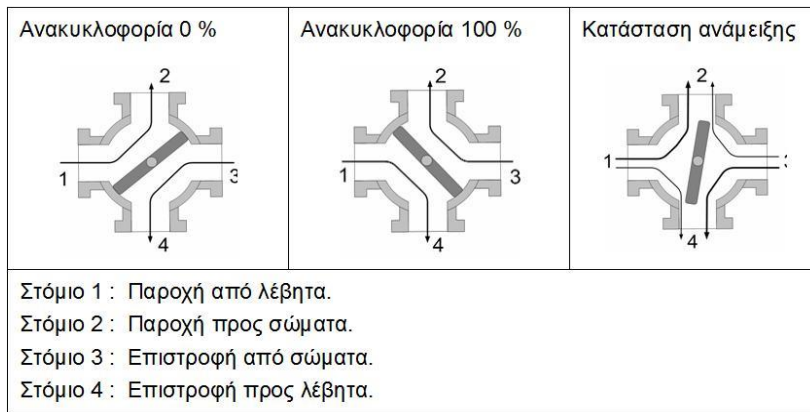 Ανακυκλοφορία 0 %
2
1
3
4
Ανακυκλοφορία 100 %
2
1
3
4
Κατάσταση ανάμειξης
2
1
3
4
Στόμιο 1 : Παροχή από λέβητα.
Στόμιο 2 : Παροχή προς σώματα.
Στόμιο 3 : Επιστροφή από σώματα.
Στόμιο 4 : Επιστροφή προς λέβητα.